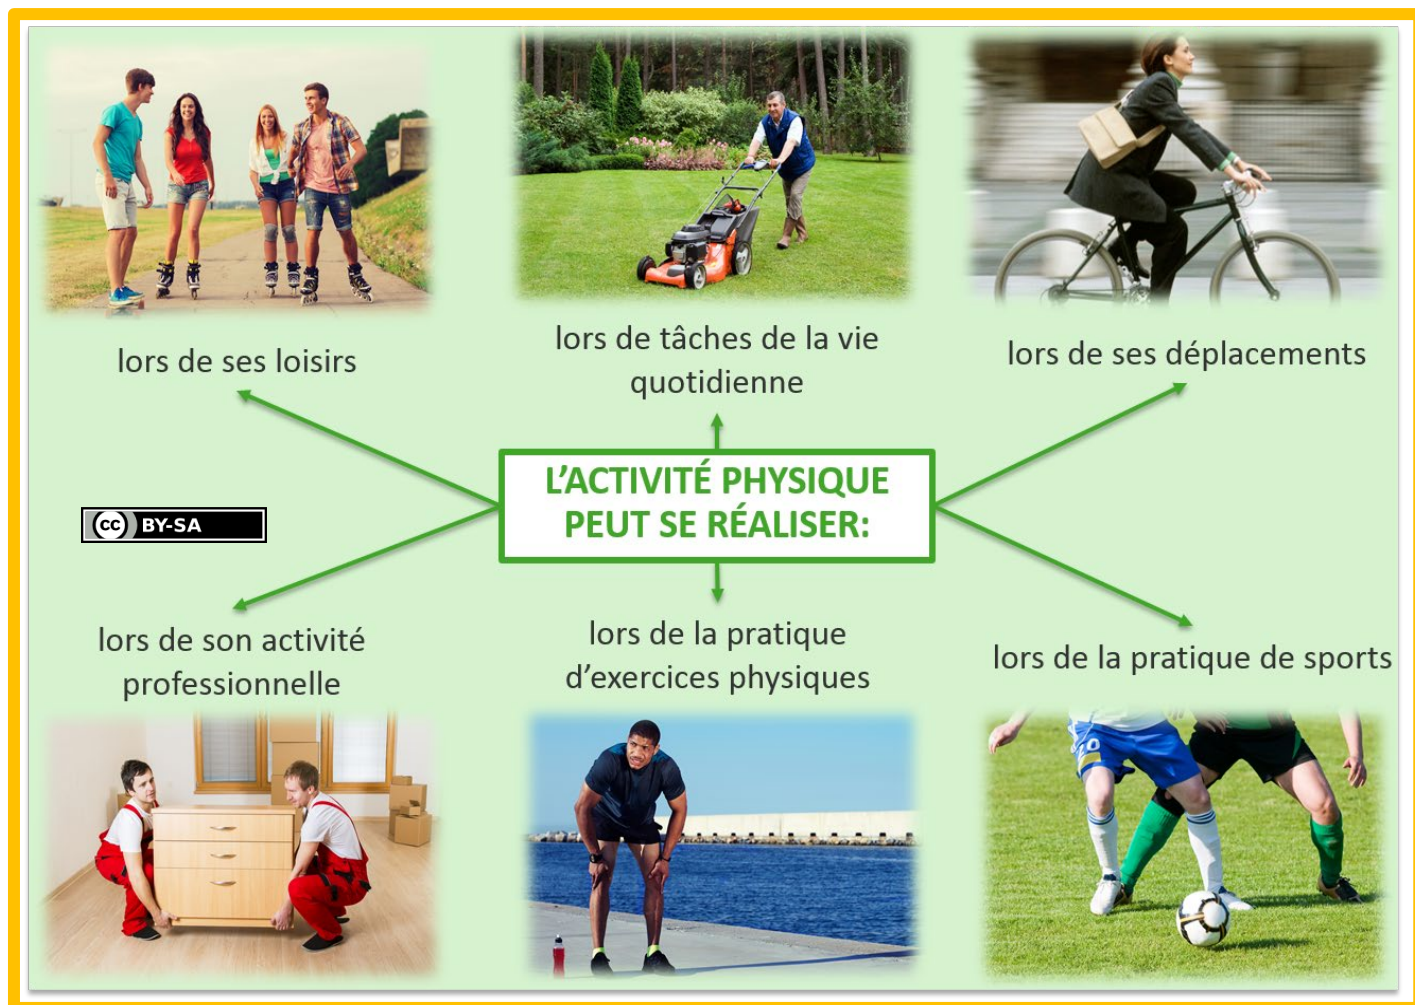 lors de ses loisirs
lors de tâches de la vie
quotidienne
lors de ses déplacements
L'ACTIVITÉ PHYSIQUE
PEUT SE RÉALISER:
cc BY-SA
lors de son activité
professionnelle
lors de la pratique
d'exercices physiques
lors de la pratique de sports